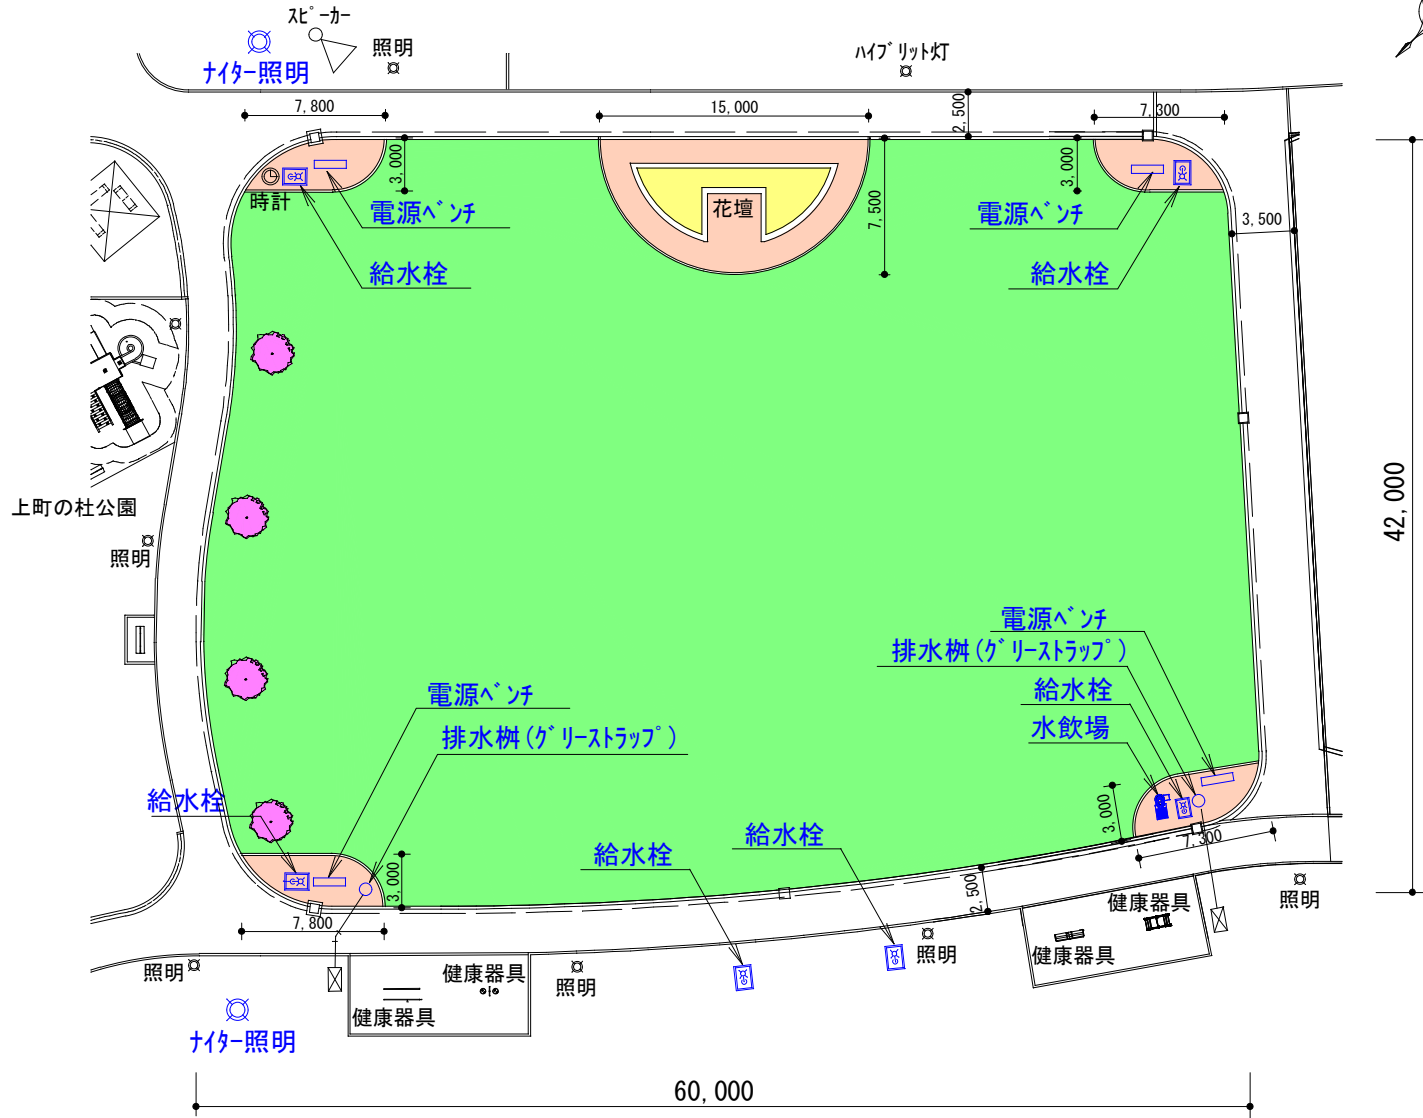 ｽﾋﾟｰｶｰ
照明
ﾅｲﾀｰ照明
ﾊｲﾌﾞﾘｯﾄ灯
7,800
15,000
2,500
7,300
3,000
3,000
7,500
3,500
時計
電源ﾍﾞﾝﾁ
花壇
電源ﾍﾞﾝﾁ
給水栓
給水栓
42,000
上町の杜公園
照明
電源ﾍﾞﾝﾁ
排水桝(ｸﾞﾘｰｽﾄﾗｯﾌﾟ)
給水栓
水飲場
電源ﾍﾞﾝﾁ
排水桝(ｸﾞﾘｰｽﾄﾗｯﾌﾟ)
給水栓
3,000
7,300
給水栓
給水栓
3,000
2,500
7,800
照明
健康器具
健康器具
照明
照明
健康器具
健康器具
照明
ﾅｲﾀｰ照明
60,000